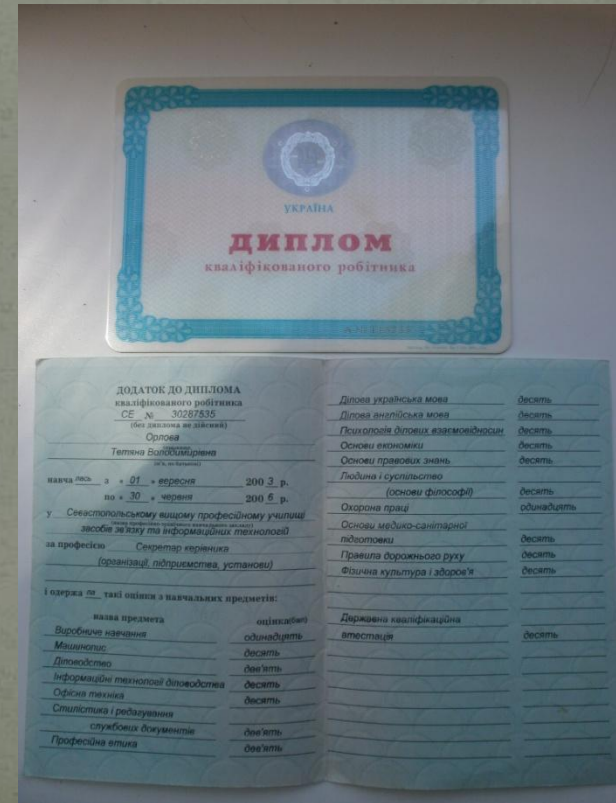 УКРАЇНА
ДИПЛОМ
кваліфікованого робітника
ДОДАТОК ДО ДИПЛОМА
кваліфікованого робітника
СЕ № 30287535
(без диплома не дійсний)
Орлова
Тетяна Володимирівна
навча лась з « 01 » вересня 200 3 р.
по « 30 » червня 200 6 р.
у Севастопольському вищому професійному училищі
засобів зв'язку та інформаційних технологій
за професією Секретар керівника
(організації, підприємства, установи)
і одержа ла такі оцінки з навчальних предметів:
назва предмета оцінка(бал)
Виробниче навчання одинадцять
Машинопис десять
Діловодство дев'ять
Інформаційні технології діловодства десять
Офісна техніка десять
Стилістика і редагування
службових документів дев'ять
Професійна етика дев'ять
Ділова українська мова десять
Ділова англійська мова десять
Психологія ділових взаємовідносин десять
Основи економіки десять
Основи правових знань десять
Людина і суспільство
(основи філософії) десять
Охорона праці одинадцять
Основи медико-санітарної
підготовки десять
Правила дорожнього руху десять
Фізична культура і здоров'я десять
Державна кваліфікаційна
атестація десять